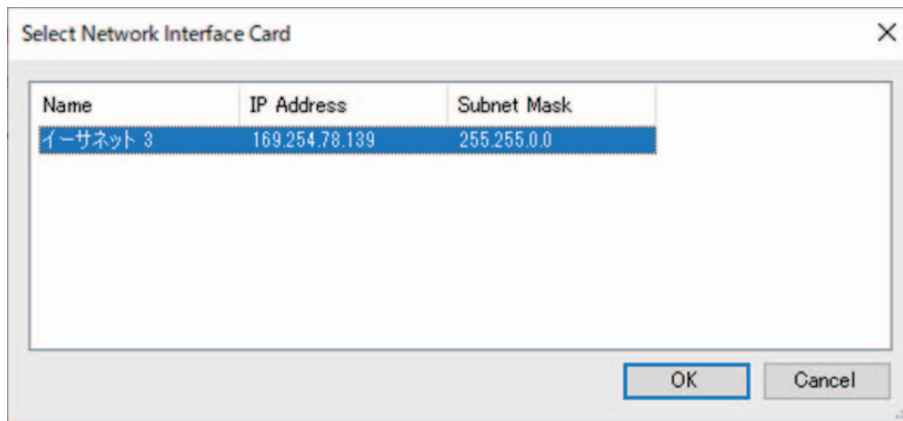 Select Network Interface Card
Name IP Address Subnet Mask
イーサネット 3 169.254.78.139 255.255.0.0
OK Cancel